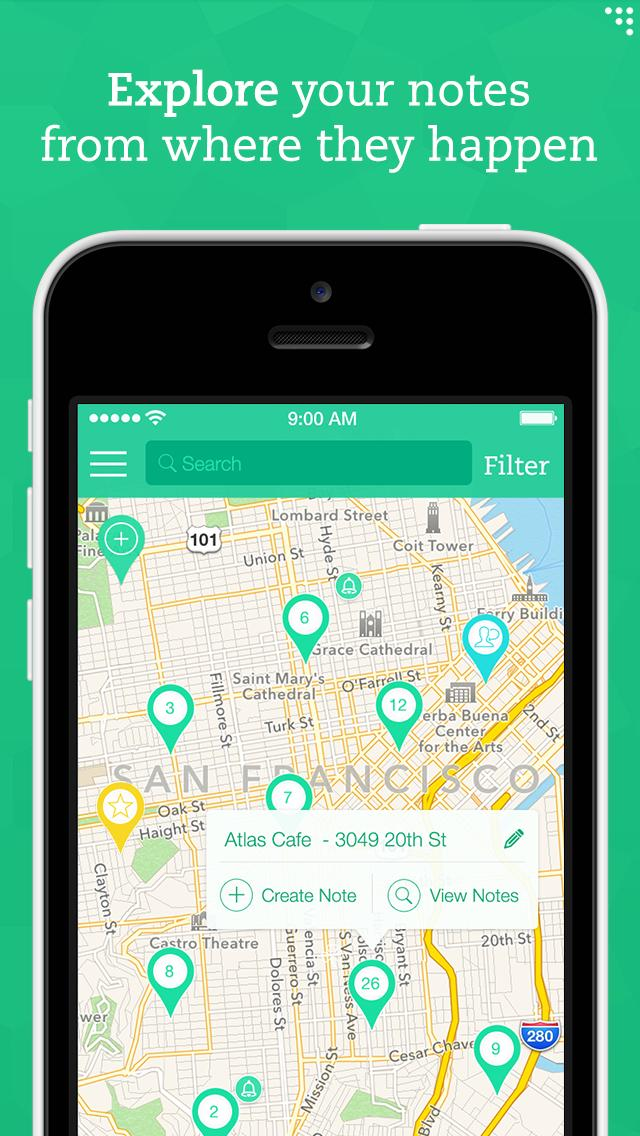 Explore your notes
from where they happen
9:00 AM
Search
Filter
Lombard Street
Coit Tower
101
Union St
Hyde St
Kearny St
Ferry Buildi
6
Grace Cathedral
Saint Mary's
Cathedral
O'Farrell St
3
Fillmore St
12
Turk St
erba Buena
Center
for the Arts
2nd St
SAN FRANCISCO
7
Oak St
Haight St
Atlas Cafe - 3049 20th St
Create Note
View Notes
Clayton St
Castro Theatre
20th St
8
26
Dolores St
Guerrero St
lencia St
S Van Ness Ave
ryant St
280
9
Cesar Chave
Mission St
2
Blvd